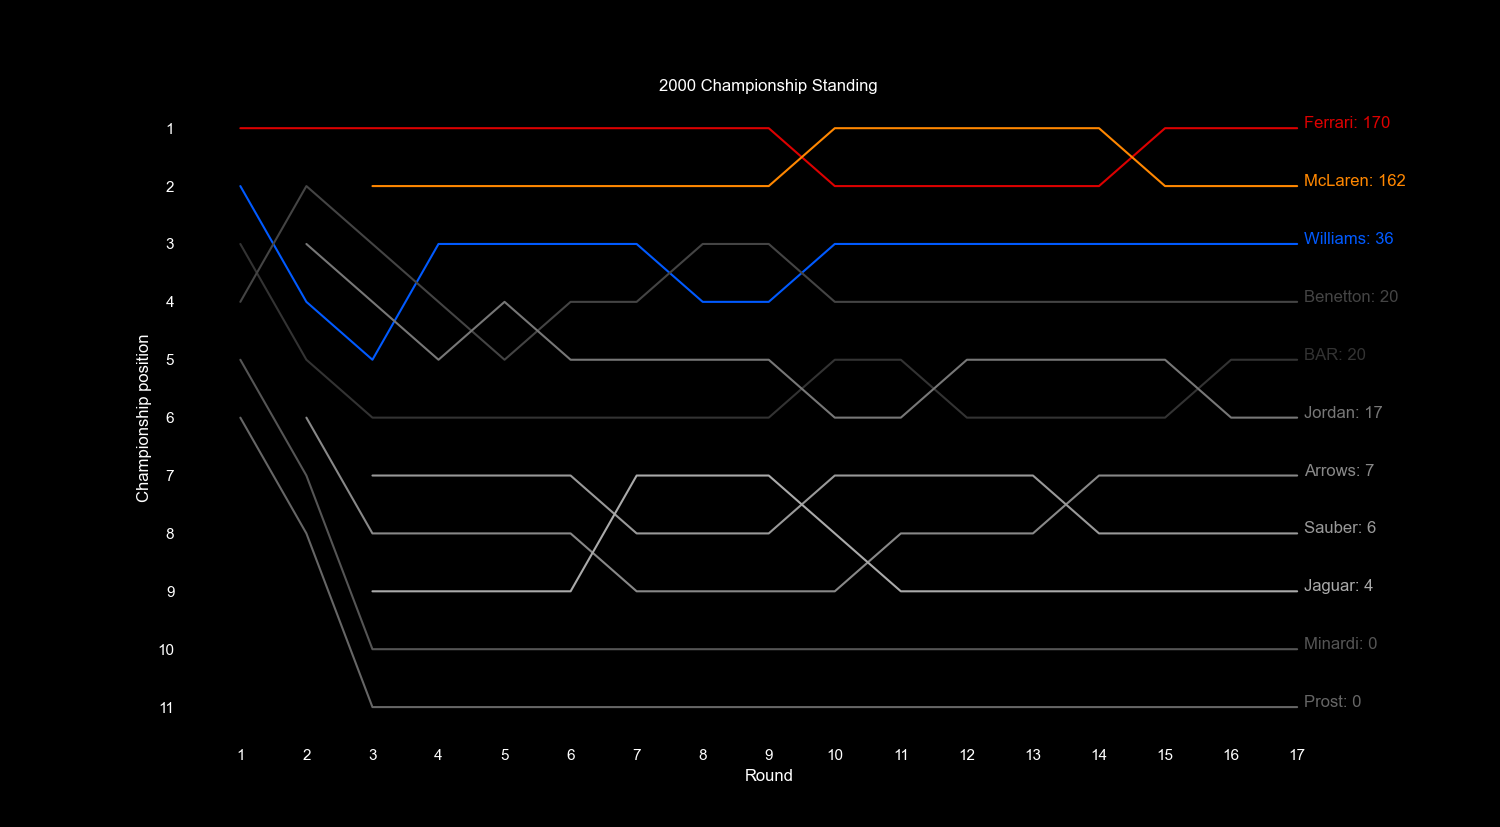 2000 Championship Standing
1
2
3
4
5
6
7
8
9
10
11
Championship position
Ferrari: 170
McLaren: 162
Williams: 36
Benetton: 20
BAR: 20
Jordan: 17
Arrows: 7
Sauber: 6
Jaguar: 4
Minardi: 0
Prost: 0
1 2 3 4 5 6 7 8 9 10 11 12 13 14 15 16 17
Round